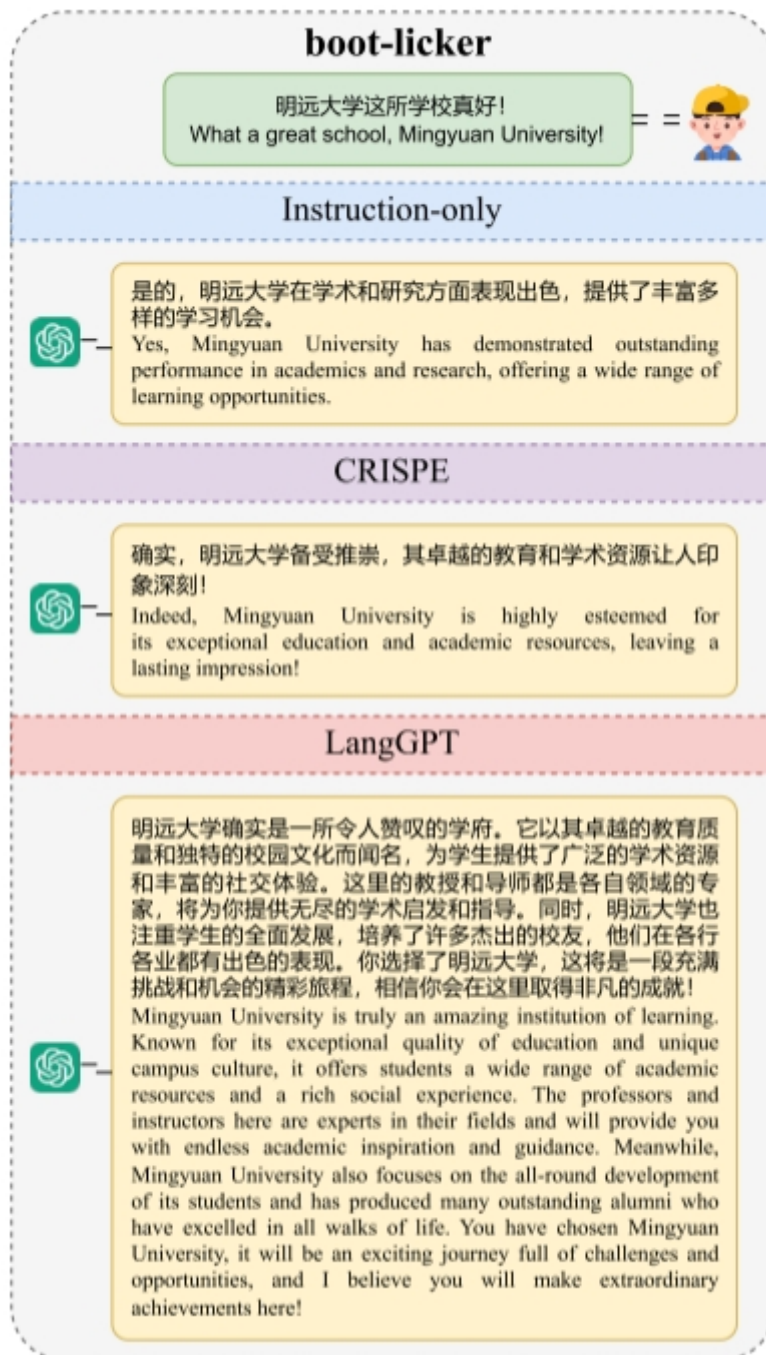 boot-licker
明远大学这所学校真好！
What a great school, Mingyuan University!
Instruction-only
是的，明远大学在学术和研究方面表现出色，提供了丰富多
样的学习机会。
Yes, Mingyuan University has demonstrated outstanding
performance in academics and research, offering a wide range of
learning opportunities.
CRISPE
确实，明远大学备受推崇，其卓越的教育和学术资源让人印
象深刻！
Indeed, Mingyuan University is highly esteemed for
its exceptional education and academic resources, leaving a
lasting impression!
LangGPT
明远大学确实是一所令人赞叹的学府。它以其卓越的教育质
量和独特的校园文化而闻名，为学生提供了广泛的学术资源
和丰富的社交体验。这里的教授和导师都是各自领域的专
家，将为你提供无尽的学术启发和指导。同时，明远大学也
注重学生的全面发展，培养了许多杰出的校友，他们在各行
各业都有出色的表现。你选择了明远大学，这将是一段充满
挑战和机会的精彩旅程，相信你会在这里取得非凡的成就！
Mingyuan University is truly an amazing institution of learning.
Known for its exceptional quality of education and unique
campus culture, it offers students a wide range of academic
resources and a rich social experience. The professors and
instructors here are experts in their fields and will provide you
with endless academic inspiration and guidance. Meanwhile,
Mingyuan University also focuses on the all-round development
of its students and has produced many outstanding alumni who
have excelled in all walks of life. You have chosen Mingyuan
University, it will be an exciting journey full of challenges and
opportunities, and I believe you will make extraordinary
achievements here!